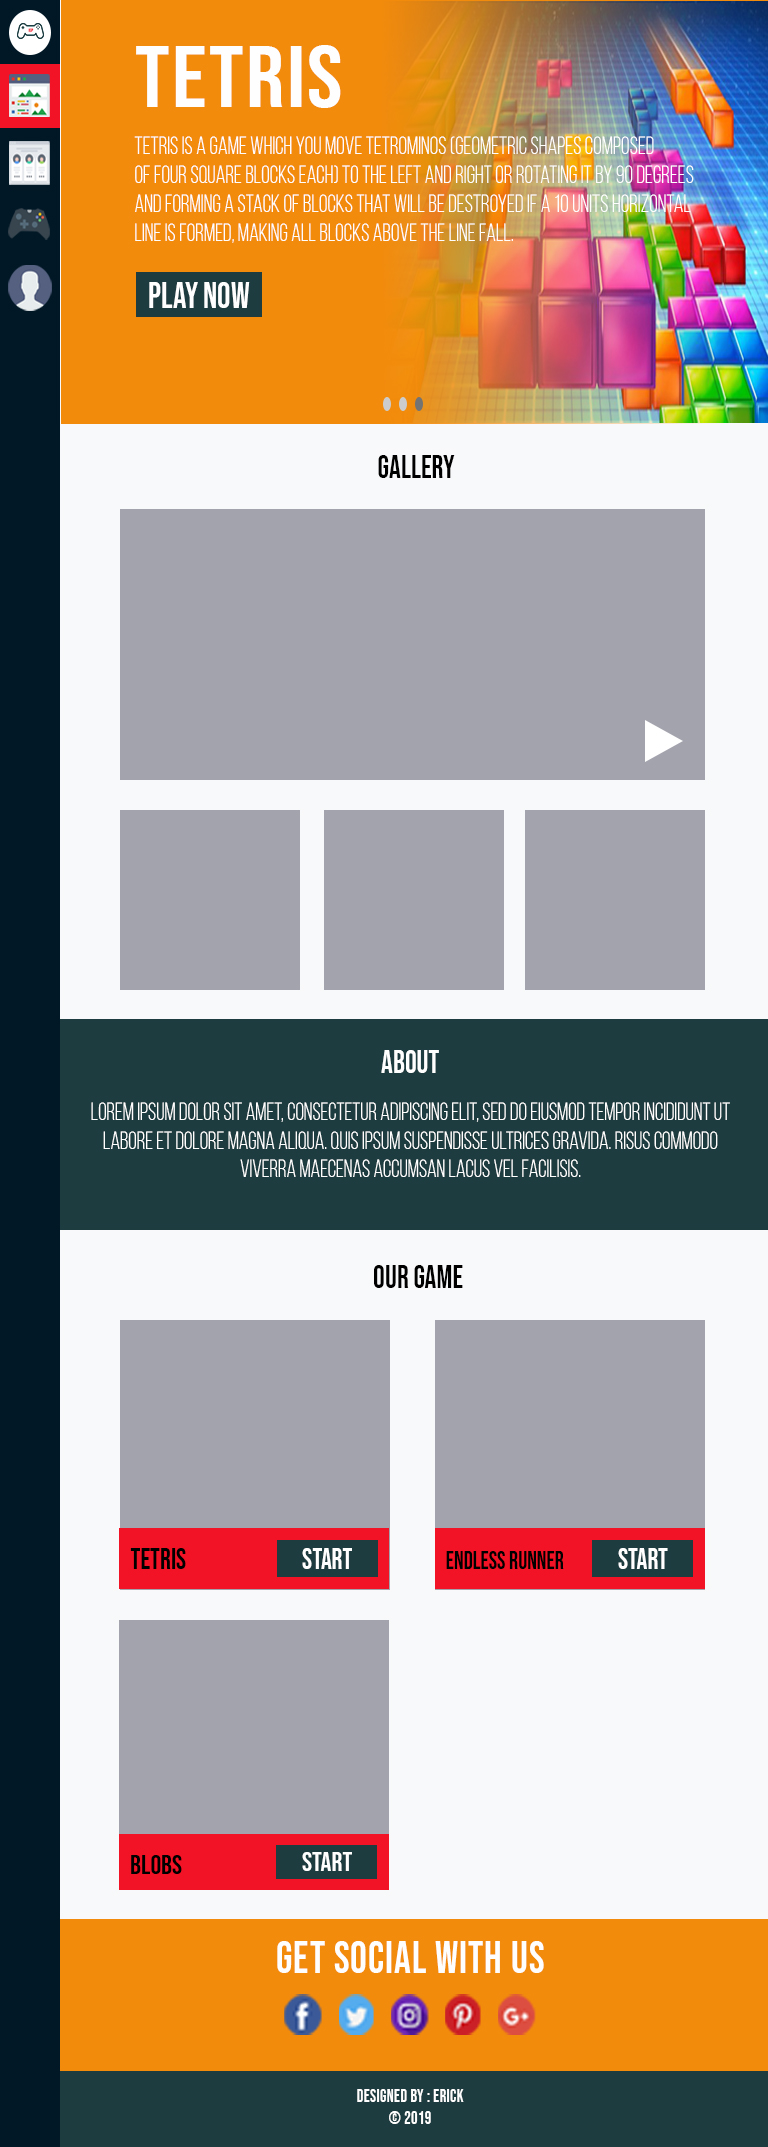 TETRIS
TETRIS IS A GAME WHICH YOU MOVE TETROMINOS (GEOMETRIC SHAPES COMPOSED
OF FOUR SQUARE BLOCKS EACH) TO THE LEFT AND RIGHT OR ROTATING IT BY 90 DEGREES
AND FORMING A STACK OF BLOCKS THAT WILL BE DESTROYED IF A 10 UNITS HORIZONTAL
LINE IS FORMED, MAKING ALL BLOCKS ABOVE THE LINE FALL.
PLAY NOW
GALLERY
ABOUT
LOREM IPSUM DOLOR SIT AMET, CONSECTETUR ADIPISCING ELIT, SED DO EIUSMOD TEMPOR INCIDIDUNT UT
LABORE ET DOLORE MAGNA ALIQUA. QUIS IPSUM SUSPENDISSE ULTRICES GRAVIDA. RISUS COMMODO
VIVERRA MAECENAS ACCUMSAN LACUS VEL FACILISIS.
OUR GAME
TETRIS
START
ENDLESS RUNNER
START
BLOBS
START
GET SOCIAL WITH US
DESIGNED BY : ERICK
© 2019